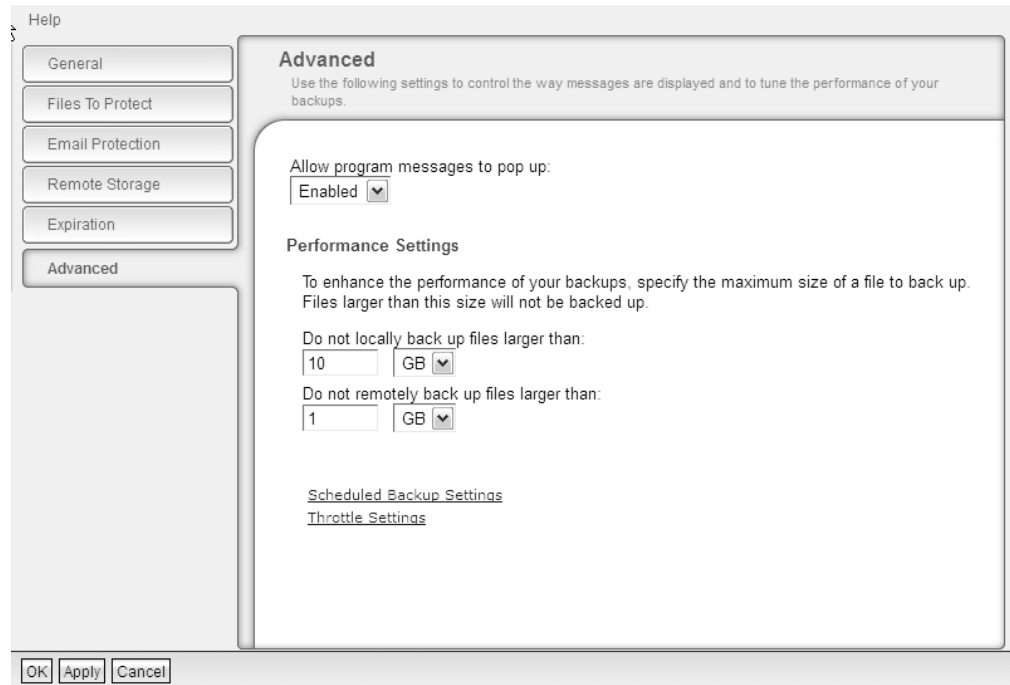 Help
General
Files To Protect
Email Protection
Remote Storage
Expiration
Advanced
Advanced
Use the following settings to control the way messages are displayed and to tune the performance of your
backups.
Allow program messages to pop up:
Enabled
Performance Settings
To enhance the performance of your backups, specify the maximum size of a file to back up.
Files larger than this size will not be backed up.
Do not locally back up files larger than:
10 GB
Do not remotely back up files larger than:
1 GB
Scheduled Backup Settings
Throttle Settings
OK Apply Cancel